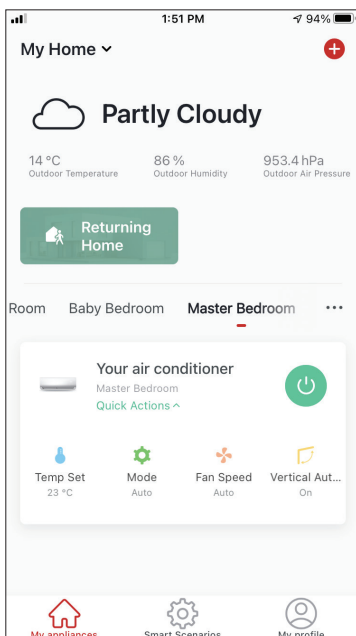 1:51 PM
94%
My Home
Partly Cloudy
14 °C
86 %
953.4 hPa
Outdoor Temperature
Outdoor Humidity
Outdoor Air Pressure
Returning
Home
Room
Baby Bedroom
Master Bedroom
Your air conditioner
Master Bedroom
Quick Actions
Temp Set
Mode
Fan Speed
Vertical Aut...
23 °C
Auto
Auto
On
My appliances
Smart Scenarios
My profile